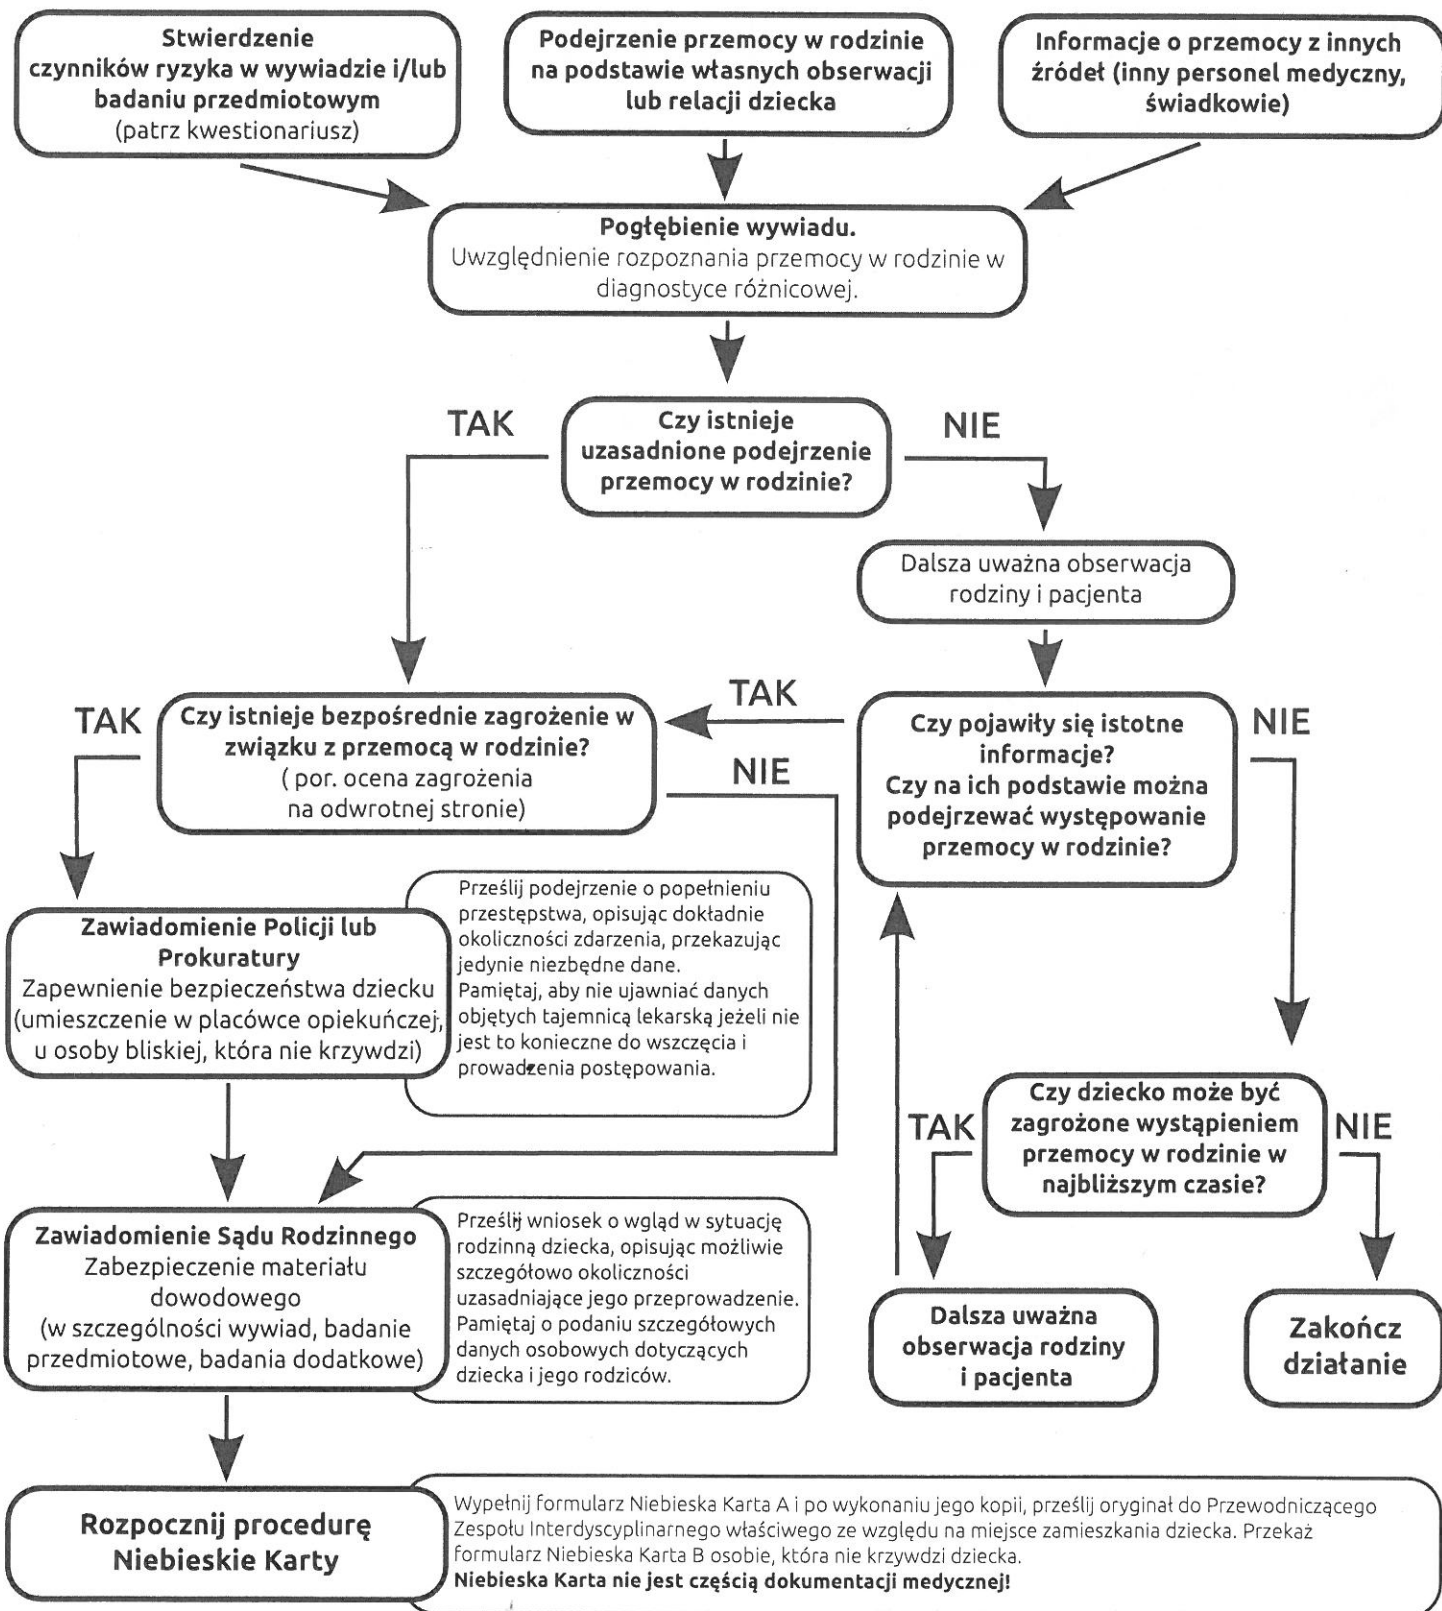 Stwierdzenie
czynników ryzyka w wywiadzie i/lub
badaniu przedmiotowym
(patrz kwestionariusz)
Podejrzenie przemocy w rodzinie
na podstawie własnych obserwacji
lub relacji dziecka
Informacje o przemocy z innych
źródeł (inny personel medyczny,
świadkowie)
Pogłębienie wywiadu.
Uwzględnienie rozpoznania przemocy w rodzinie w
diagnostyce różnicowej.
TAK
Czy istnieje
uzasadnione podejrzenie
przemocy w rodzinie?
NIE
Dalsza uważna obserwacja
rodziny i pacjenta
TAK
Czy istnieje bezpośrednie zagrożenie w
związku z przemocą w rodzinie?
( por. ocena zagrożenia
na odwrotnej stronie)
TAK
NIE
Czy pojawiły się istotne
informacje?
Czy na ich podstawie można
podejrzewać występowanie
przemocy w rodzinie?
NIE
Zawiadomienie Policji lub
Prokuratury
Zapewnienie bezpieczeństwa dziecku
(umieszczenie w placówce opiekuńczej,
u osoby bliskiej, która nie krzywdzi)
Prześlij podejrzenie o popełnieniu
przestępstwa, opisując dokładnie
okoliczności zdarzenia, przekazując
jedynie niezbędne dane.
Pamiętaj, aby nie ujawniać danych
objętych tajemnicą lekarską jeżeli nie
jest to konieczne do wszczęcia i
prowadzenia postępowania.
TAK
Czy dziecko może być
zagrożone wystąpieniem
przemocy w rodzinie w
najbliższym czasie?
NIE
Zawiadomienie Sądu Rodzinnego
Zabezpieczenie materiału
dowodowego
(w szczególności wywiad, badanie
przedmiotowe, badania dodatkowe)
Prześlij wniosek o wgląd w sytuację
rodzinną dziecka, opisując możliwie
szczegółowo okoliczności
uzasadniające jego przeprowadzenie.
Pamiętaj o podaniu szczegółowych
danych osobowych dotyczących
dziecka i jego rodziców.
Dalsza uważna
obserwacja rodziny
i pacjenta
Zakończ
działanie
Rozpocznij procedurę
Niebieskie Karty
Wypełnij formularz Niebieska Karta A i po wykonaniu jego kopii, prześlij oryginał do Przewodniczącego
Zespołu Interdyscyplinarnego właściwego ze względu na miejsce zamieszkania dziecka. Przekaż
formularz Niebieska Karta B osobie, która nie krzywdzi dziecka.
Niebieska Karta nie jest częścią dokumentacji medycznej!